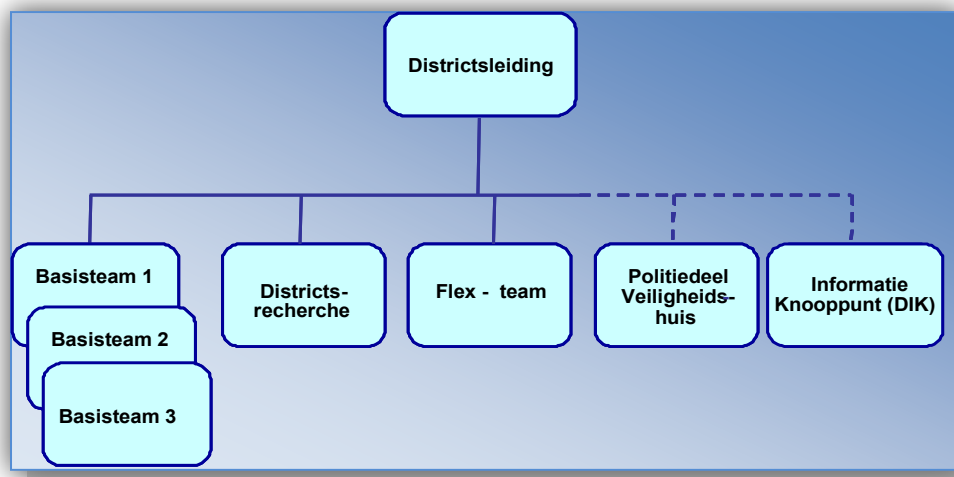 Districtsleiding
Basisteam 1
Basisteam 2
Basisteam 3
Districts-
recherche
Flex - team
Politiedeel
Veiligheids-
huis
Informatie
Knooppunt (DIK)